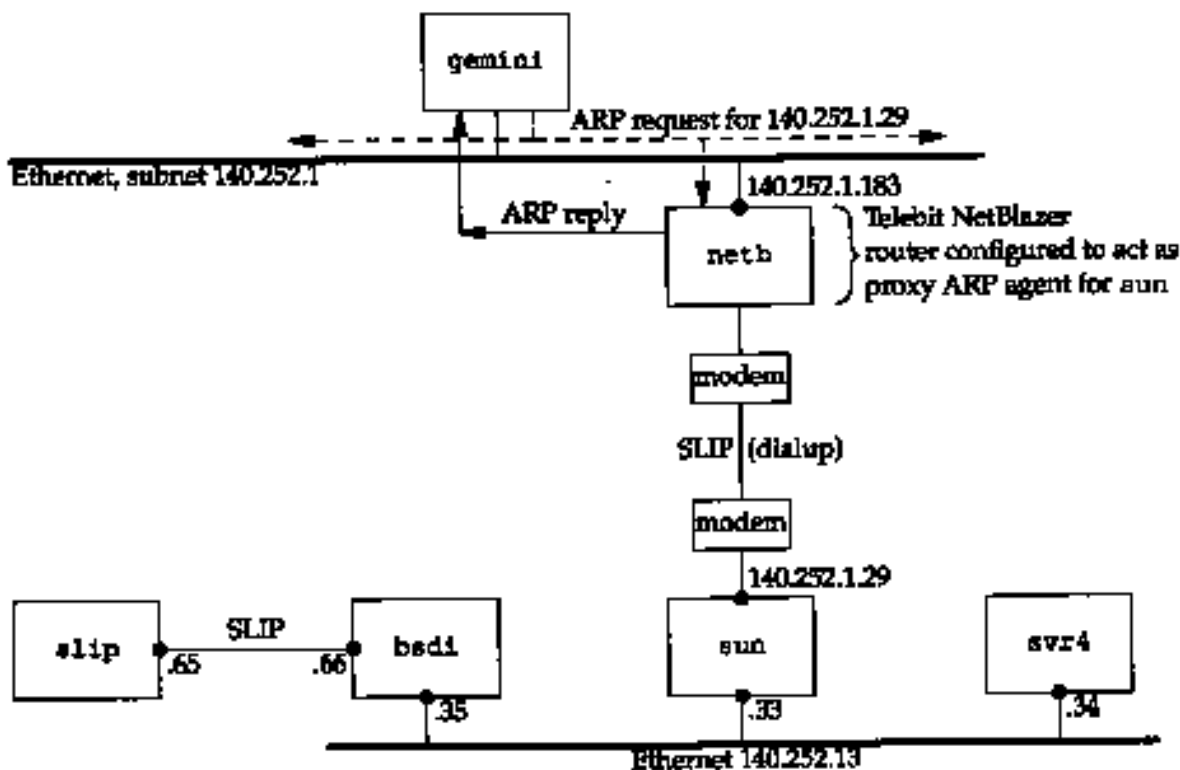 gemini
ARP request for 140.252.1.29
Ethernet, subnet 140.252.1
140.252.1.183
ARP reply
netb
Telebit NetBlazer
router configured to act as
proxy ARP agent for sun
modem
SLIP (dialup)
modem
140.252.1.29
slip
SLIP
bsdi
sun
svr4
.65
.66
.35
.33
.34
Ethernet 140.252.13